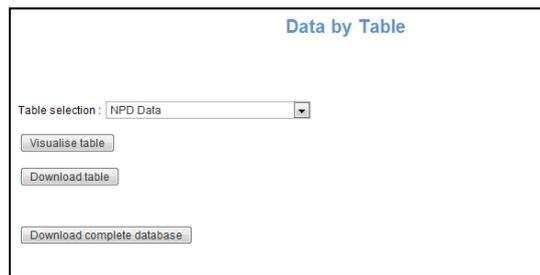 Data by Table
Table selection : NPD Data
Visualise table
Download table
Download complete database